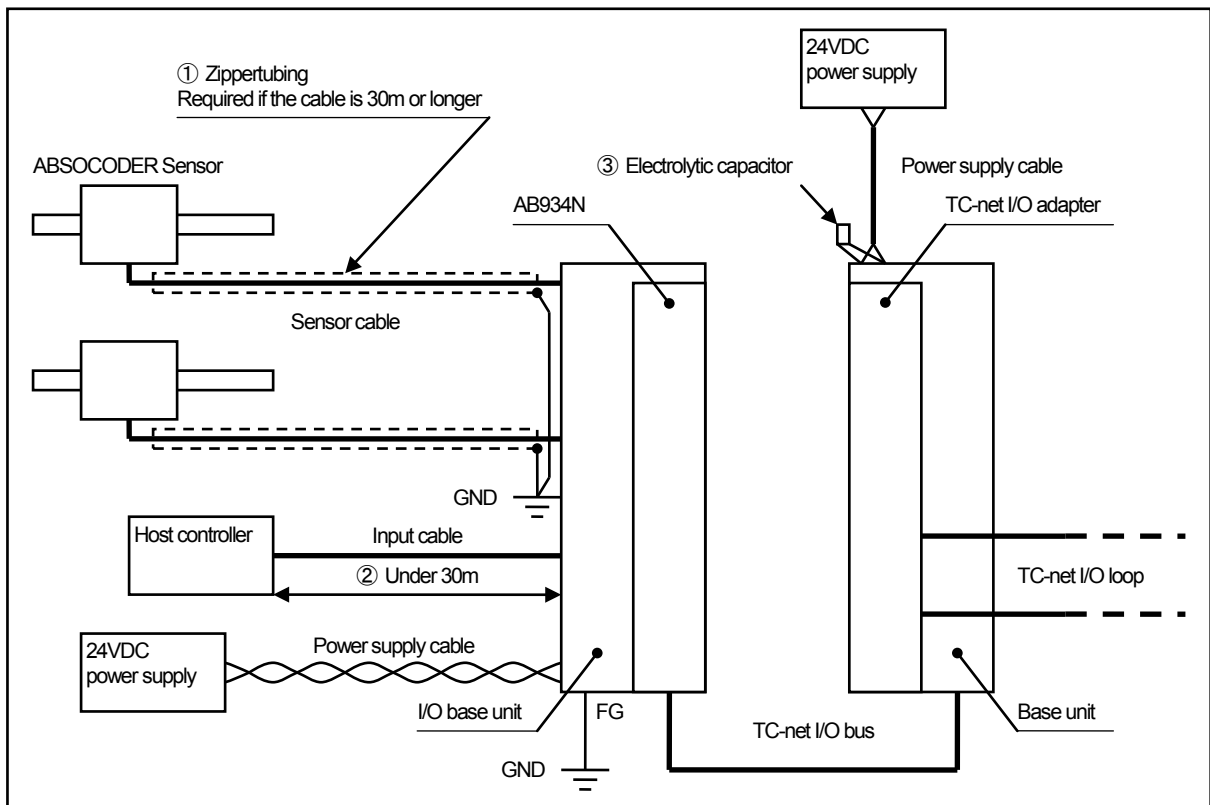 ① Zippertubing
Required if the cable is 30m or longer
24VDC
power supply
ABSOCODER Sensor
③ Electrolytic capacitor
Power supply cable
AB934N
TC-net I/O adapter
Sensor cable
GND
Host controller
Input cable
② Under 30m
TC-net I/O loop
24VDC
power supply
Power supply cable
I/O base unit
FG
TC-net I/O bus
Base unit
GND